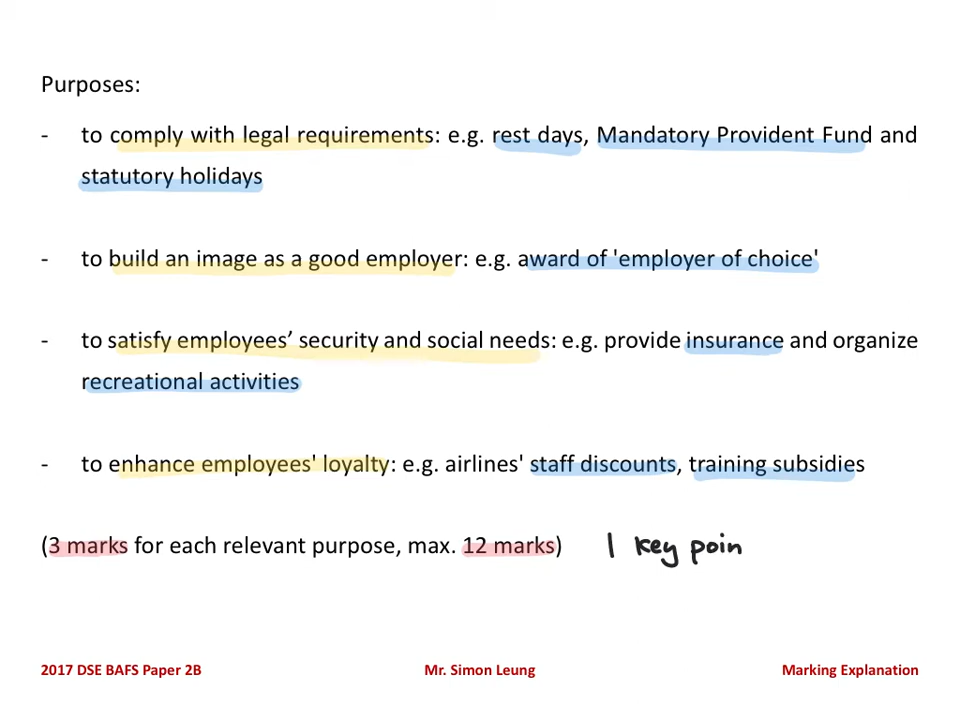 Purposes:
- to comply with legal requirements: e.g. rest days, Mandatory Provident Fund and
statutory holidays
- to build an image as a good employer: e.g. award of 'employer of choice'
- to satisfy employees’ security and social needs: e.g. provide insurance and organize
recreational activities
- to enhance employees' loyalty: e.g. airlines' staff discounts, training subsidies
(3 marks for each relevant purpose, max. 12 marks) 1 key poin
2017 DSE BAFS Paper 2B Mr. Simon Leung Marking Explanation